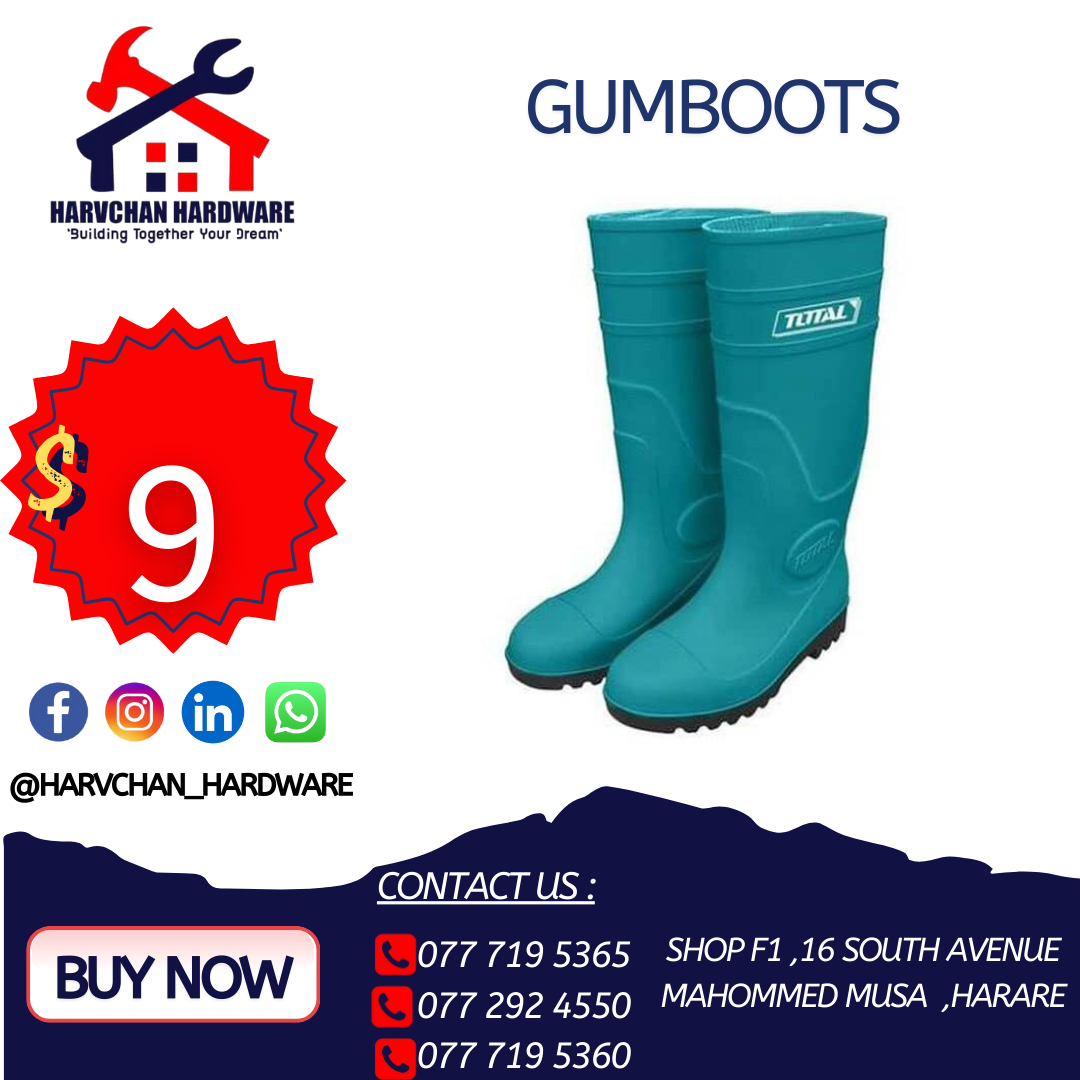 HARVCHAN HARDWARE
'Building Together Your Dream'
GUMBOOTS
TOTAL
TOTAL
$ 9
@HARVCHAN_HARDWARE
BUY NOW
CONTACT US :
077 719 5365
077 292 4550
077 719 5360
SHOP F1 ,16 SOUTH AVENUE
MAHOMMED MUSA ,HARARE